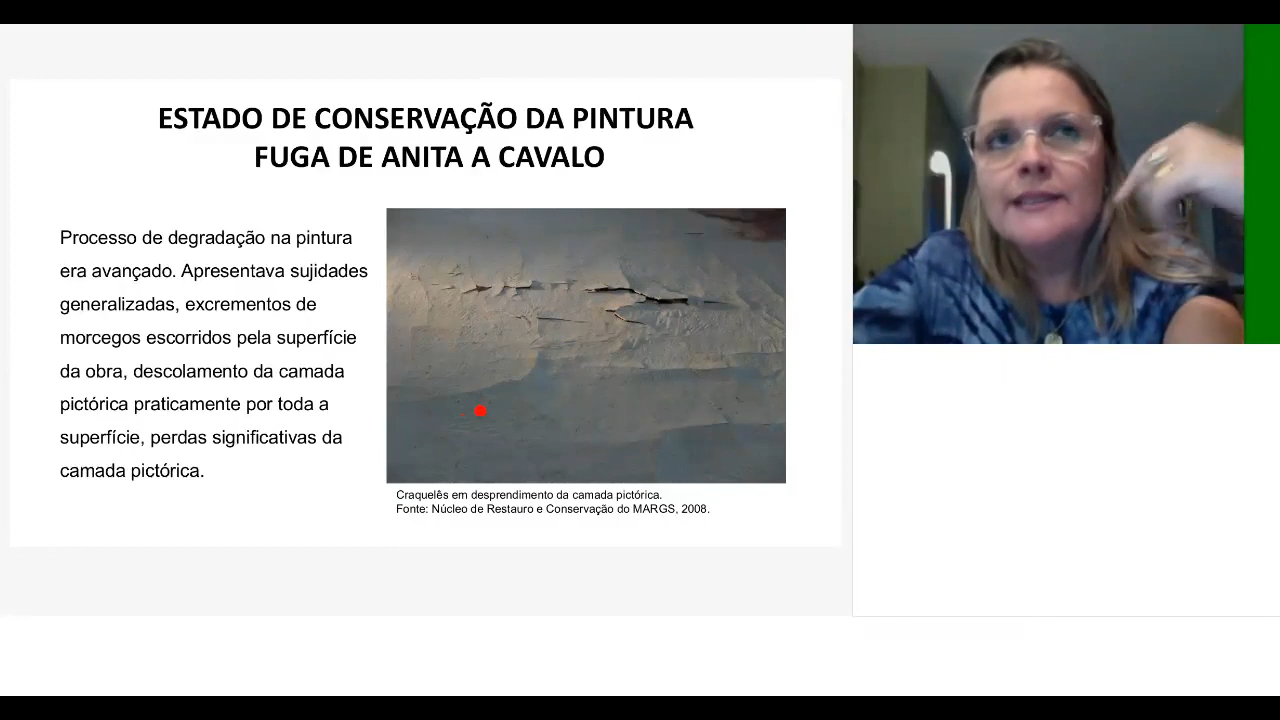 ESTADO DE CONSERVAÇÃO DA PINTURA
FUGA DE ANITA A CAVALO
Processo de degradação na pintura
era avançado. Apresentava sujidades
generalizadas, excrementos de
morcegos escorridos pela superfície
da obra, descolamento da camada
pictórica praticamente por toda a
superfície, perdas significativas da
camada pictórica.
Craquelês em desprendimento da camada pictórica.
Fonte: Núcleo de Restauro e Conservação do MARGS, 2008.